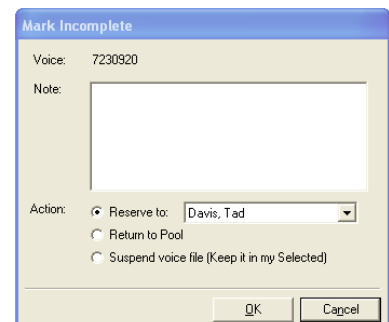 Mark Incomplete
Voice: 7230920
Note:
Action: Reserve to: Davis, Tad
Return to Pool
Suspend voice file (Keep it in my Selected)
OK Cancel